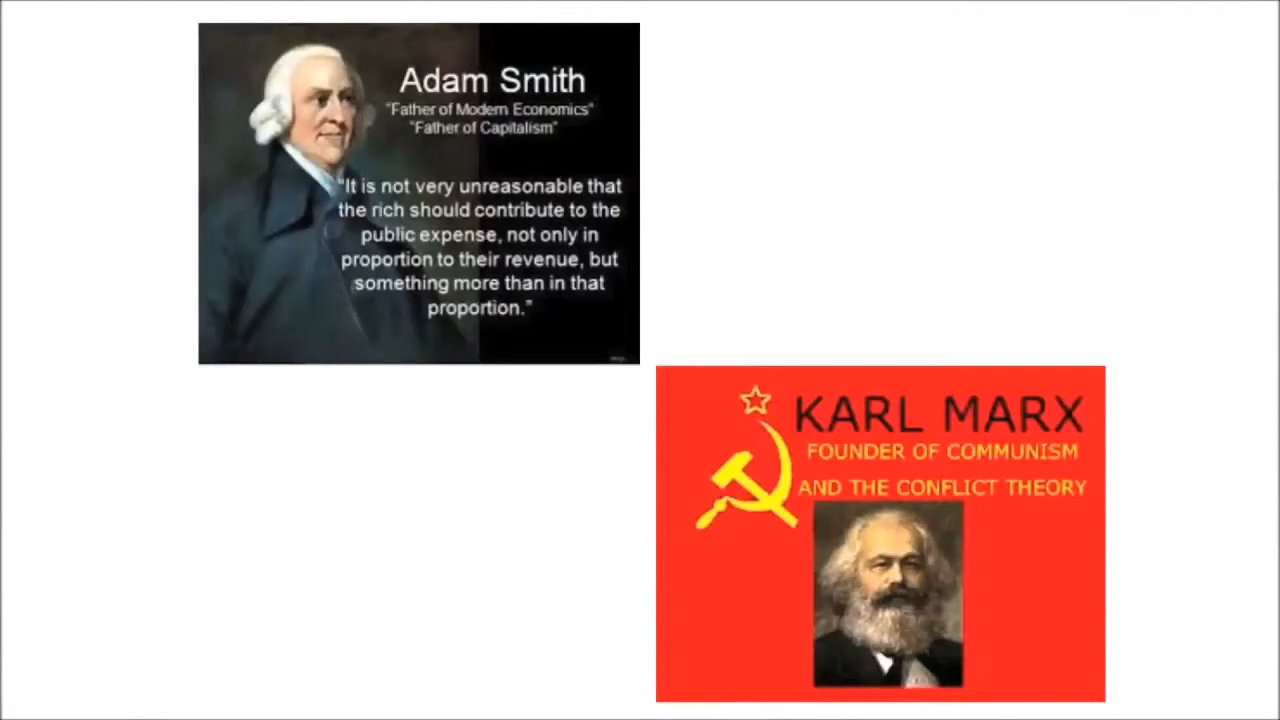 Adam Smith
"Father of Modern Economics"
"Father of Capitalism"
"It is not very unreasonable that
the rich should contribute to the
public expense, not only in
proportion to their revenue, but
something more than in that
proportion."
KARL MARX
FOUNDER OF COMMUNISM
AND THE CONFLICT THEORY